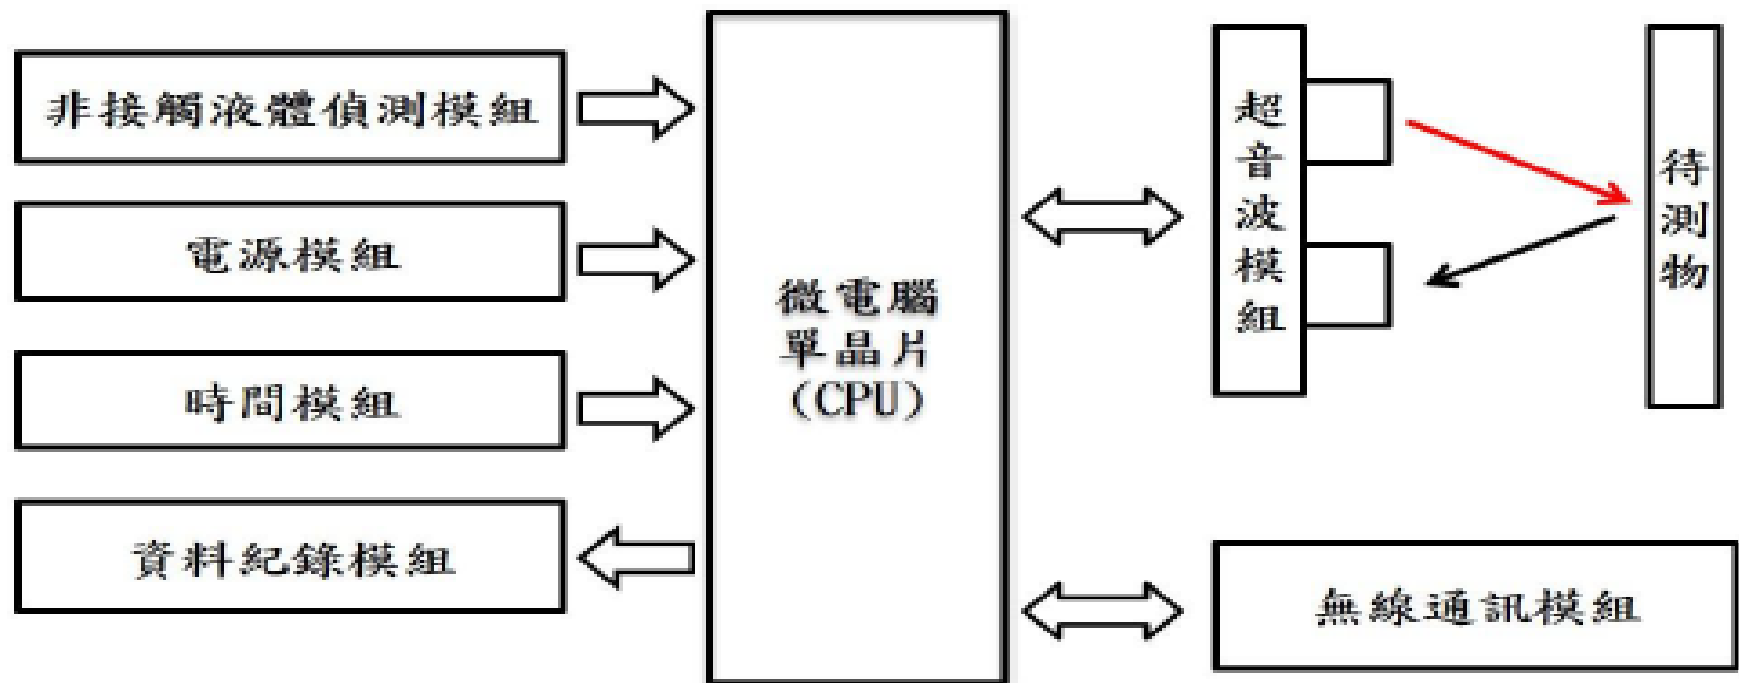 非接觸液體偵測模組
電源模組
時間模組
資料紀錄模組
微電腦
單晶片
(CPU)
超音波模組
待測物
無線通訊模組